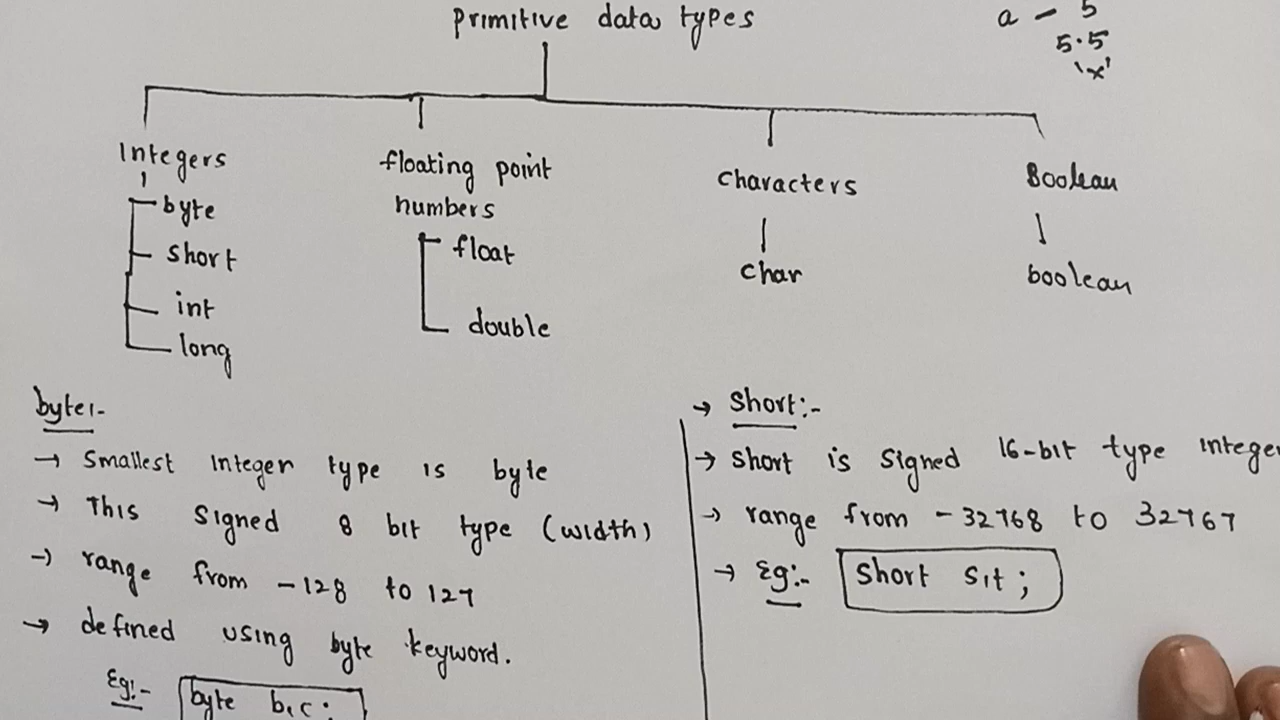 Primitive data types
a - 5
5.5
'x'
Integers
byte
short
int
long
floating point
numbers
float
double
Characters
char
Boolean
boolean
byte:-
→ Smallest Integer type is byte
→ This signed 8 bit type (width)
→ range from -128 to 127
→ defined using byte keyword.
Eg:- byte b,c;
→ Short:-
→ Short is Signed 16-bit type Integer
→ range from -32768 to 32767
→ Eg:- Short s,t;